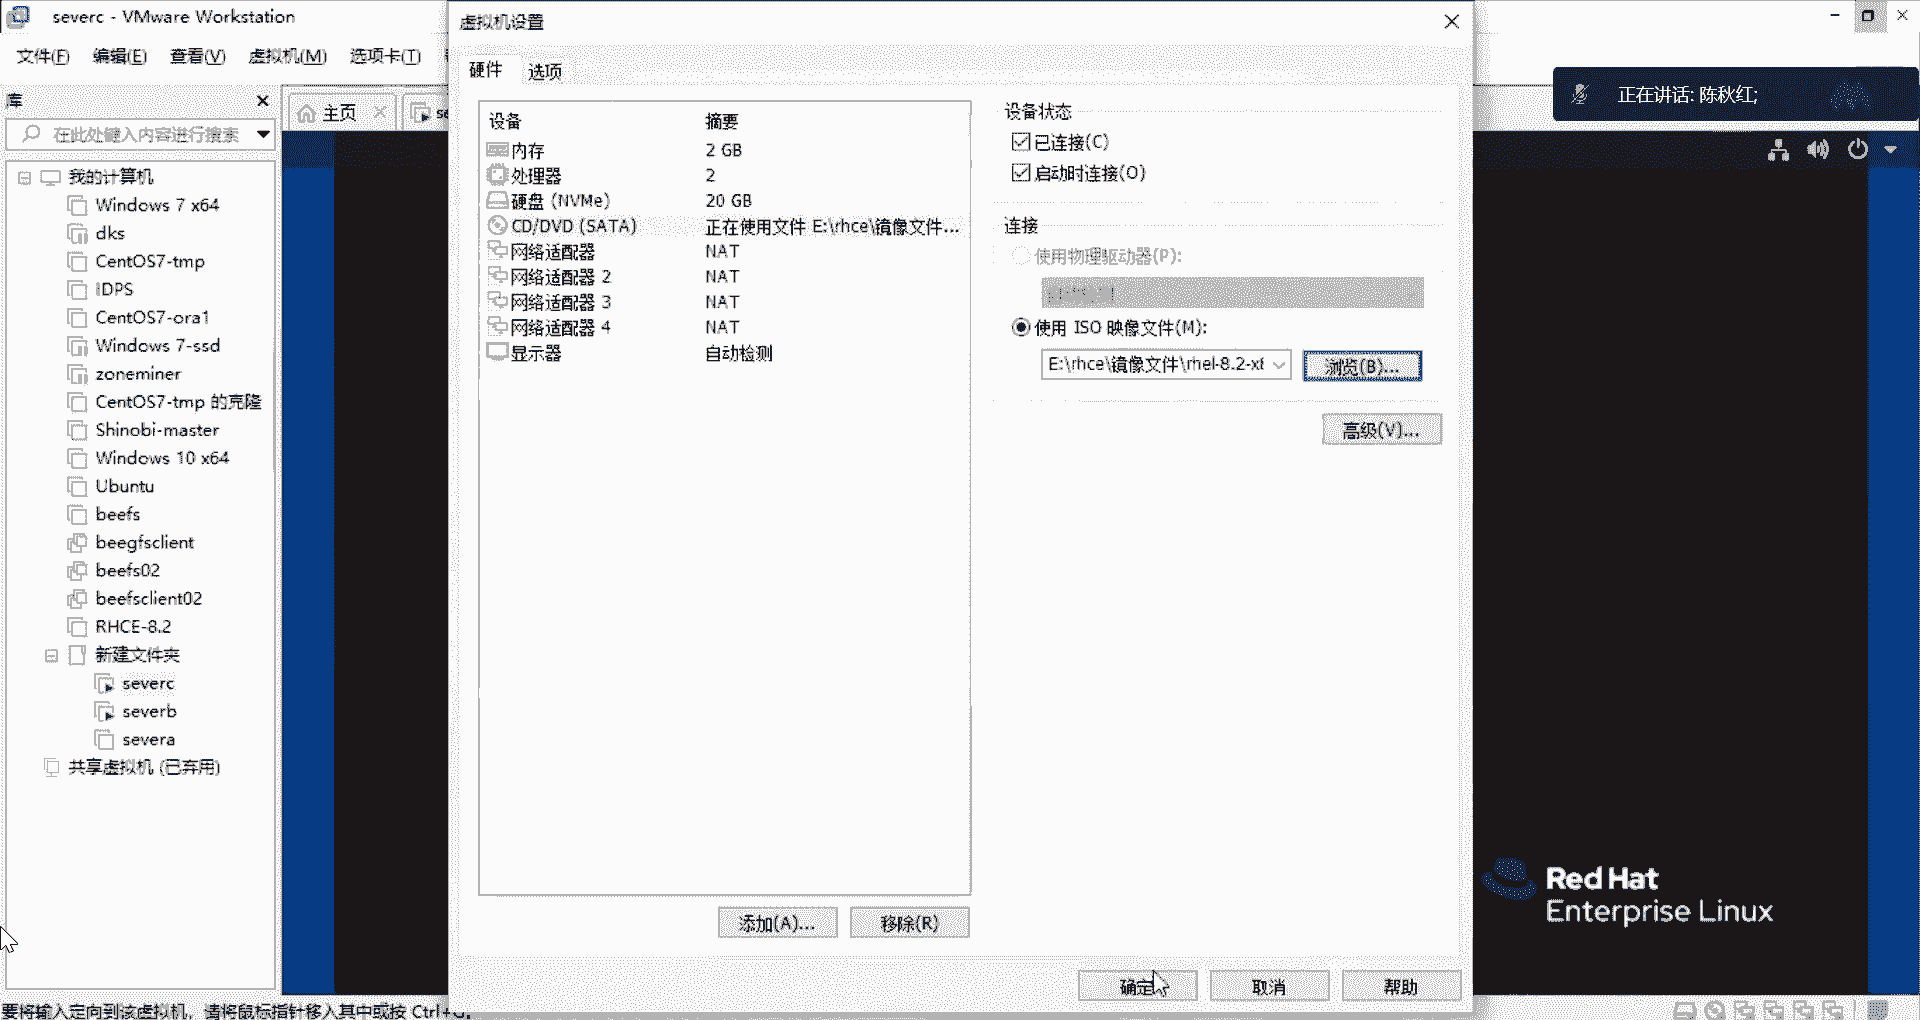 severc - VMware Workstation
文件(F) 编辑(E) 查看(V) 虚拟机(M) 选项卡(T)
库
在此处键入内容进行搜索
我的计算机
Windows 7 x64
dks
CentOS7-tmp
IDPS
CentOS7-ora1
Windows 7-ssd
zoneminer
CentOS7-tmp 的克隆
Shinobi-master
Windows 10 x64
Ubuntu
beefs
beegfsclient
beefs02
beefsclient02
RHCE-8.2
新建文件夹
severc
severb
severa
共享虚拟机 (已弃用)
主页
se
虚拟机设置
硬件 选项
设备 摘要
内存 2 GB
处理器 2
硬盘 (NVMe) 20 GB
CD/DVD (SATA) 正在使用文件 E:\rhce\镜像文件...
网络适配器 NAT
网络适配器 2 NAT
网络适配器 3 NAT
网络适配器 4 NAT
显示器 自动检测
添加(A)... 移除(R)
设备状态
已连接(C)
启动时连接(O)
连接
使用物理驱动器(P):
使用 ISO 映像文件(M):
E:\rhce\镜像文件\rhel-8.2-x8 浏览(B)...
高级(V)...
确定 取消 帮助
正在讲话: 陈秋红;
Red Hat
Enterprise Linux
要将输入定向到该虚拟机，请将鼠标指针移入其中或按 Ctrl+G。